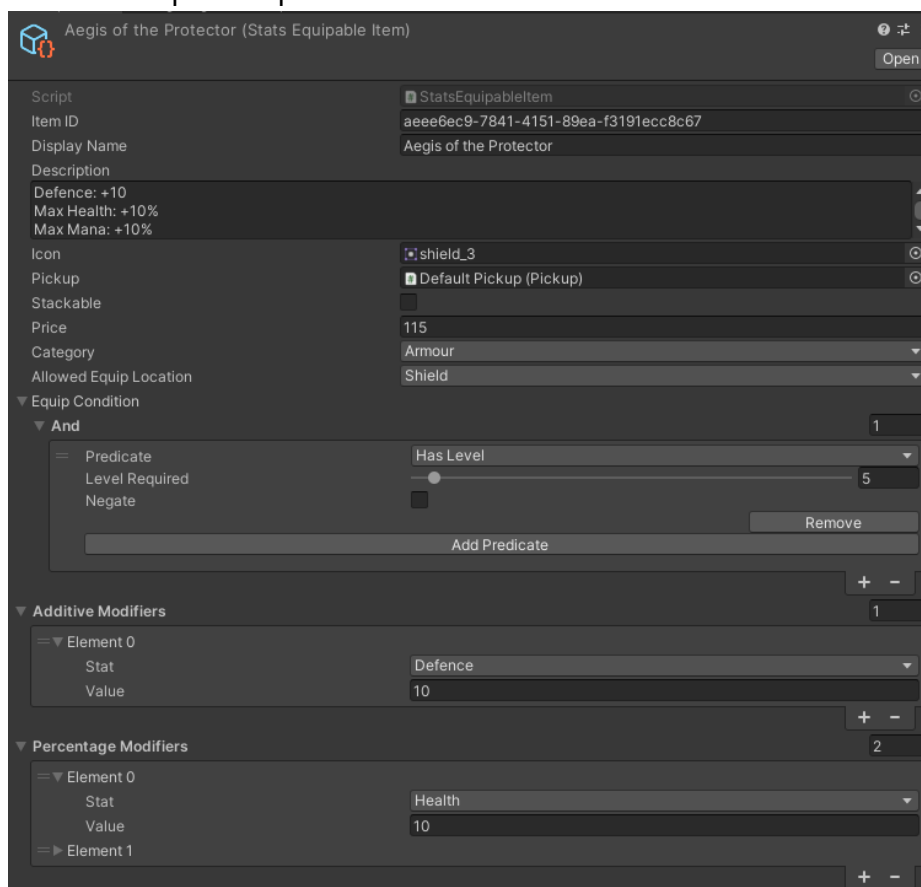 Aegis of the Protector (Stats Equipable Item)
Open
Script StatsEquipableItem
Item ID aeee6ec9-7841-4151-89ea-f3191ecc8c67
Display Name Aegis of the Protector
Description
Defence: +10
Max Health: +10%
Max Mana: +10%
Icon shield_3
Pickup Default Pickup (Pickup)
Stackable
Price 115
Category Armour
Allowed Equip Location Shield
Equip Condition
And 1
Predicate Has Level
Level Required 5
Negate
Remove
Add Predicate
+ -
Additive Modifiers 1
Element 0
Stat Defence
Value 10
+ -
Percentage Modifiers 2
Element 0
Stat Health
Value 10
Element 1
+ -